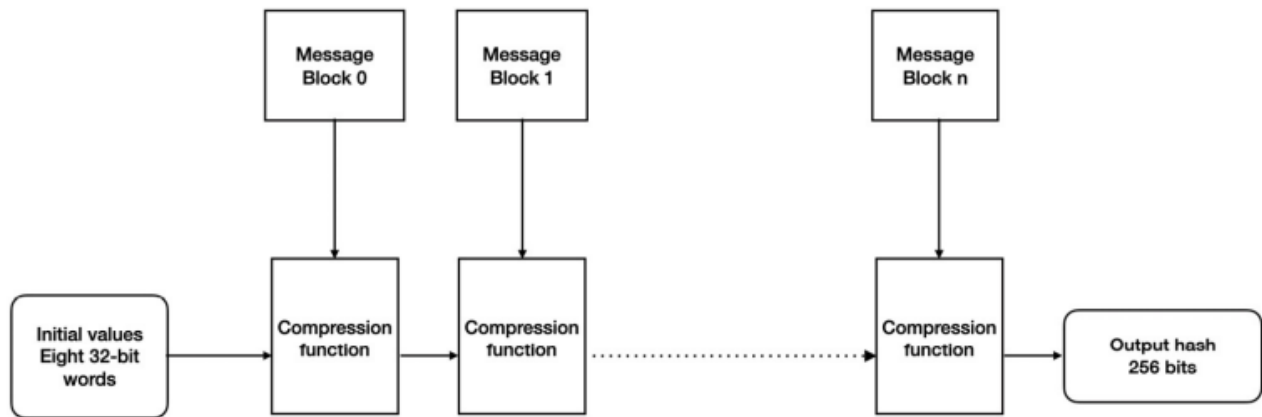 Message
Block 0
Message
Block 1
Message
Block n
Initial values
Eight 32-bit
words
Compression
function
Compression
function
Compression
function
Output hash
256 bits